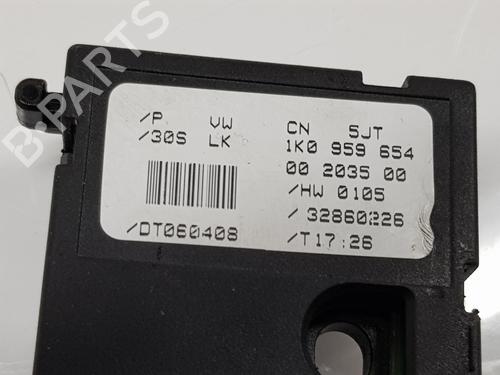 /P VW CN 5JT
/30S LK 1K0 959 654
00 2035 00
/HW 0105
/32860226
/DT060408 /T17:26
B-PARTS